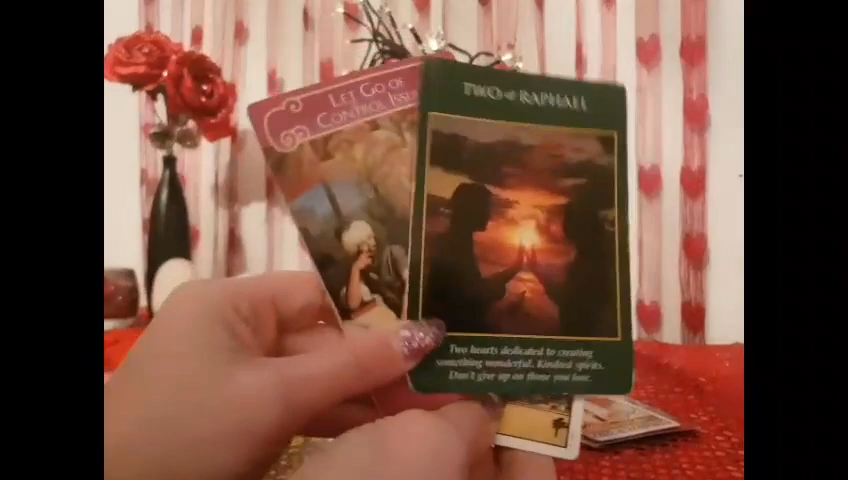 LET GO OF
CONTROL ISSUES
TWO of RAPHAEL
Two hearts dedicated to creating
something wonderful. Kindred spirits.
Don't give up on those you love.